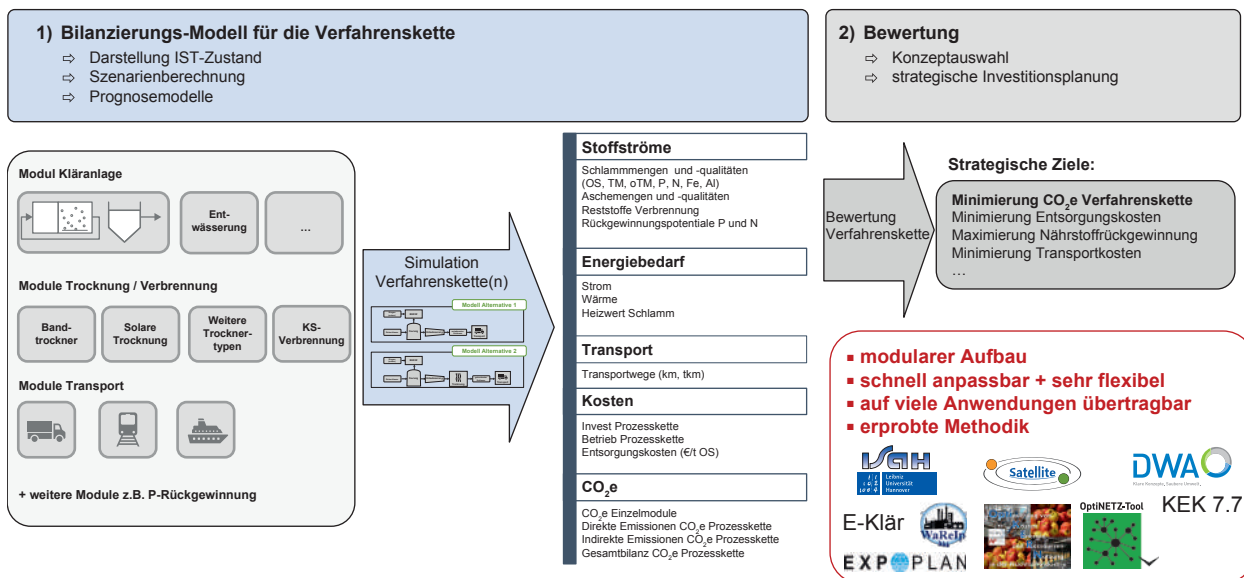 1) Bilanzierungs-Modell für die Verfahrenskette
⇨ Darstellung IST-Zustand
⇨ Szenarienberechnung
⇨ Prognosemodelle
2) Bewertung
⇨ Konzeptauswahl
⇨ strategische Investitionsplanung
Modul Kläranlage
Ent-
wässerung
...
Module Trocknung / Verbrennung
Band-
trockner
Solare
Trocknung
Weitere
Trockner-
typen
KS-
Verbrennung
Module Transport
+ weitere Module z.B. P-Rückgewinnung
Simulation
Verfahrenskette(n)
Modell Alternative 1
Modell Alternative 2
Stoffströme
Schlammmengen und -qualitäten
(OS, TM, oTM, P, N, Fe, Al)
Aschemengen und -qualitäten
Reststoffe Verbrennung
Rückgewinnungspotentiale P und N
Energiebedarf
Strom
Wärme
Heizwert Schlamm
Transport
Transportwege (km, tkm)
Kosten
Invest Prozesskette
Betrieb Prozesskette
Entsorgungskosten (€/t OS)
CO2e
CO2e Einzelmodule
Direkte Emissionen CO2e Prozesskette
Indirekte Emissionen CO2e Prozesskette
Gesamtbilanz CO2e Prozesskette
Bewertung
Verfahrenskette
Strategische Ziele:
Minimierung CO2e Verfahrenskette
Minimierung Entsorgungskosten
Maximierung Nährstoffrückgewinnung
Minimierung Transportkosten
…
▪ modularer Aufbau
▪ schnell anpassbar + sehr flexibel
▪ auf viele Anwendungen übertragbar
▪ erprobte Methodik
ISAH
Leibniz
Universität
Hannover
Satellite
DWA
Klare Konzepte. Saubere Umwelt.
E-Klär
WaReIp
OptiNETZ-Tool
KEK 7.7
EXPOPLAN